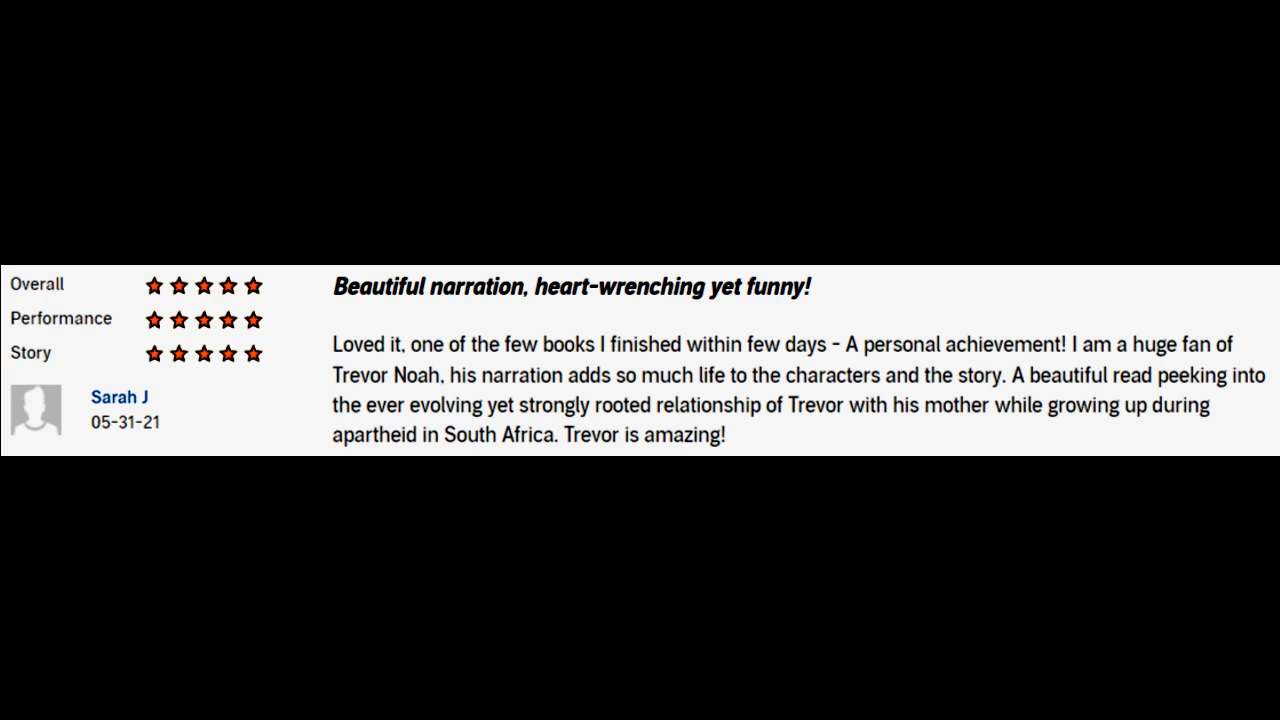 Overall
Performance
Story
Sarah J
05-31-21
Beautiful narration, heart-wrenching yet funny!
Loved it, one of the few books I finished within few days - A personal achievement! I am a huge fan of
Trevor Noah, his narration adds so much life to the characters and the story. A beautiful read peeking into
the ever evolving yet strongly rooted relationship of Trevor with his mother while growing up during
apartheid in South Africa. Trevor is amazing!